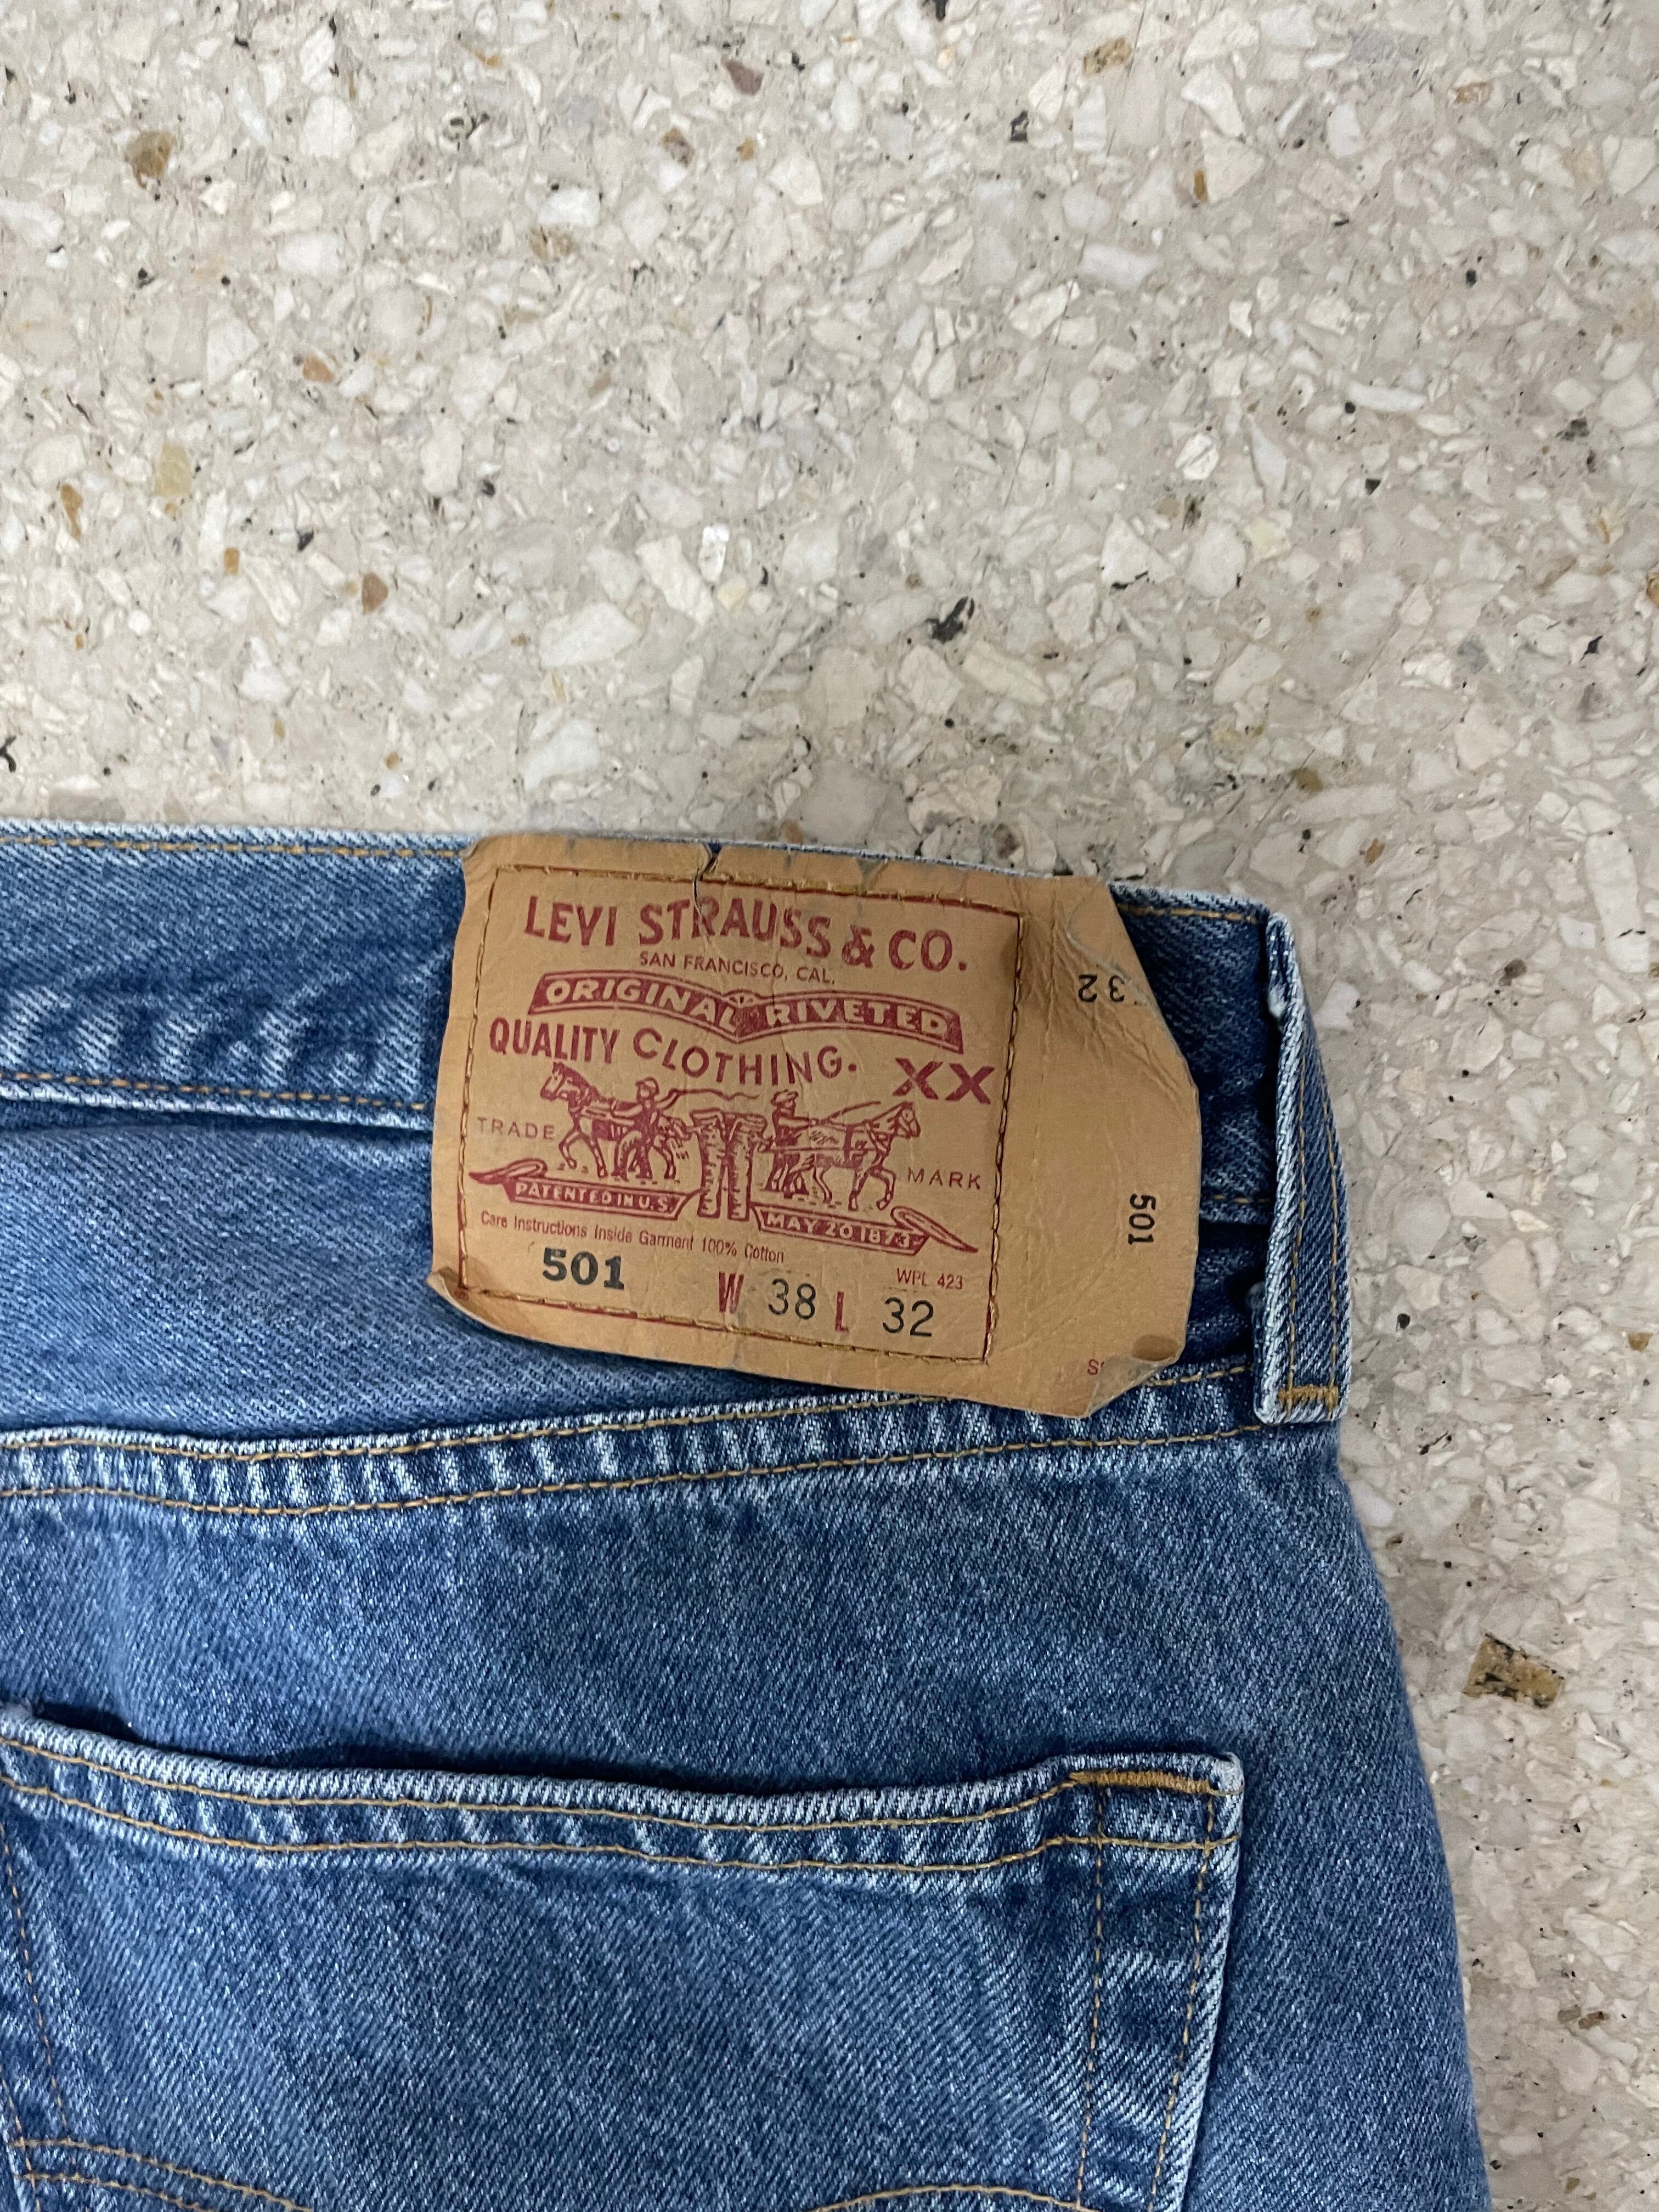 LEVI STRAUSS & CO.
SAN FRANCISCO, CAL.
ORIGINAL RIVETED
QUALITY CLOTHING.
XX
TRADE MARK
PATENTED IN U.S. MAY 20 1873
Care Instructions Inside Garment 100% Cotton
WPL 423
501 W 38 L 32
32
501